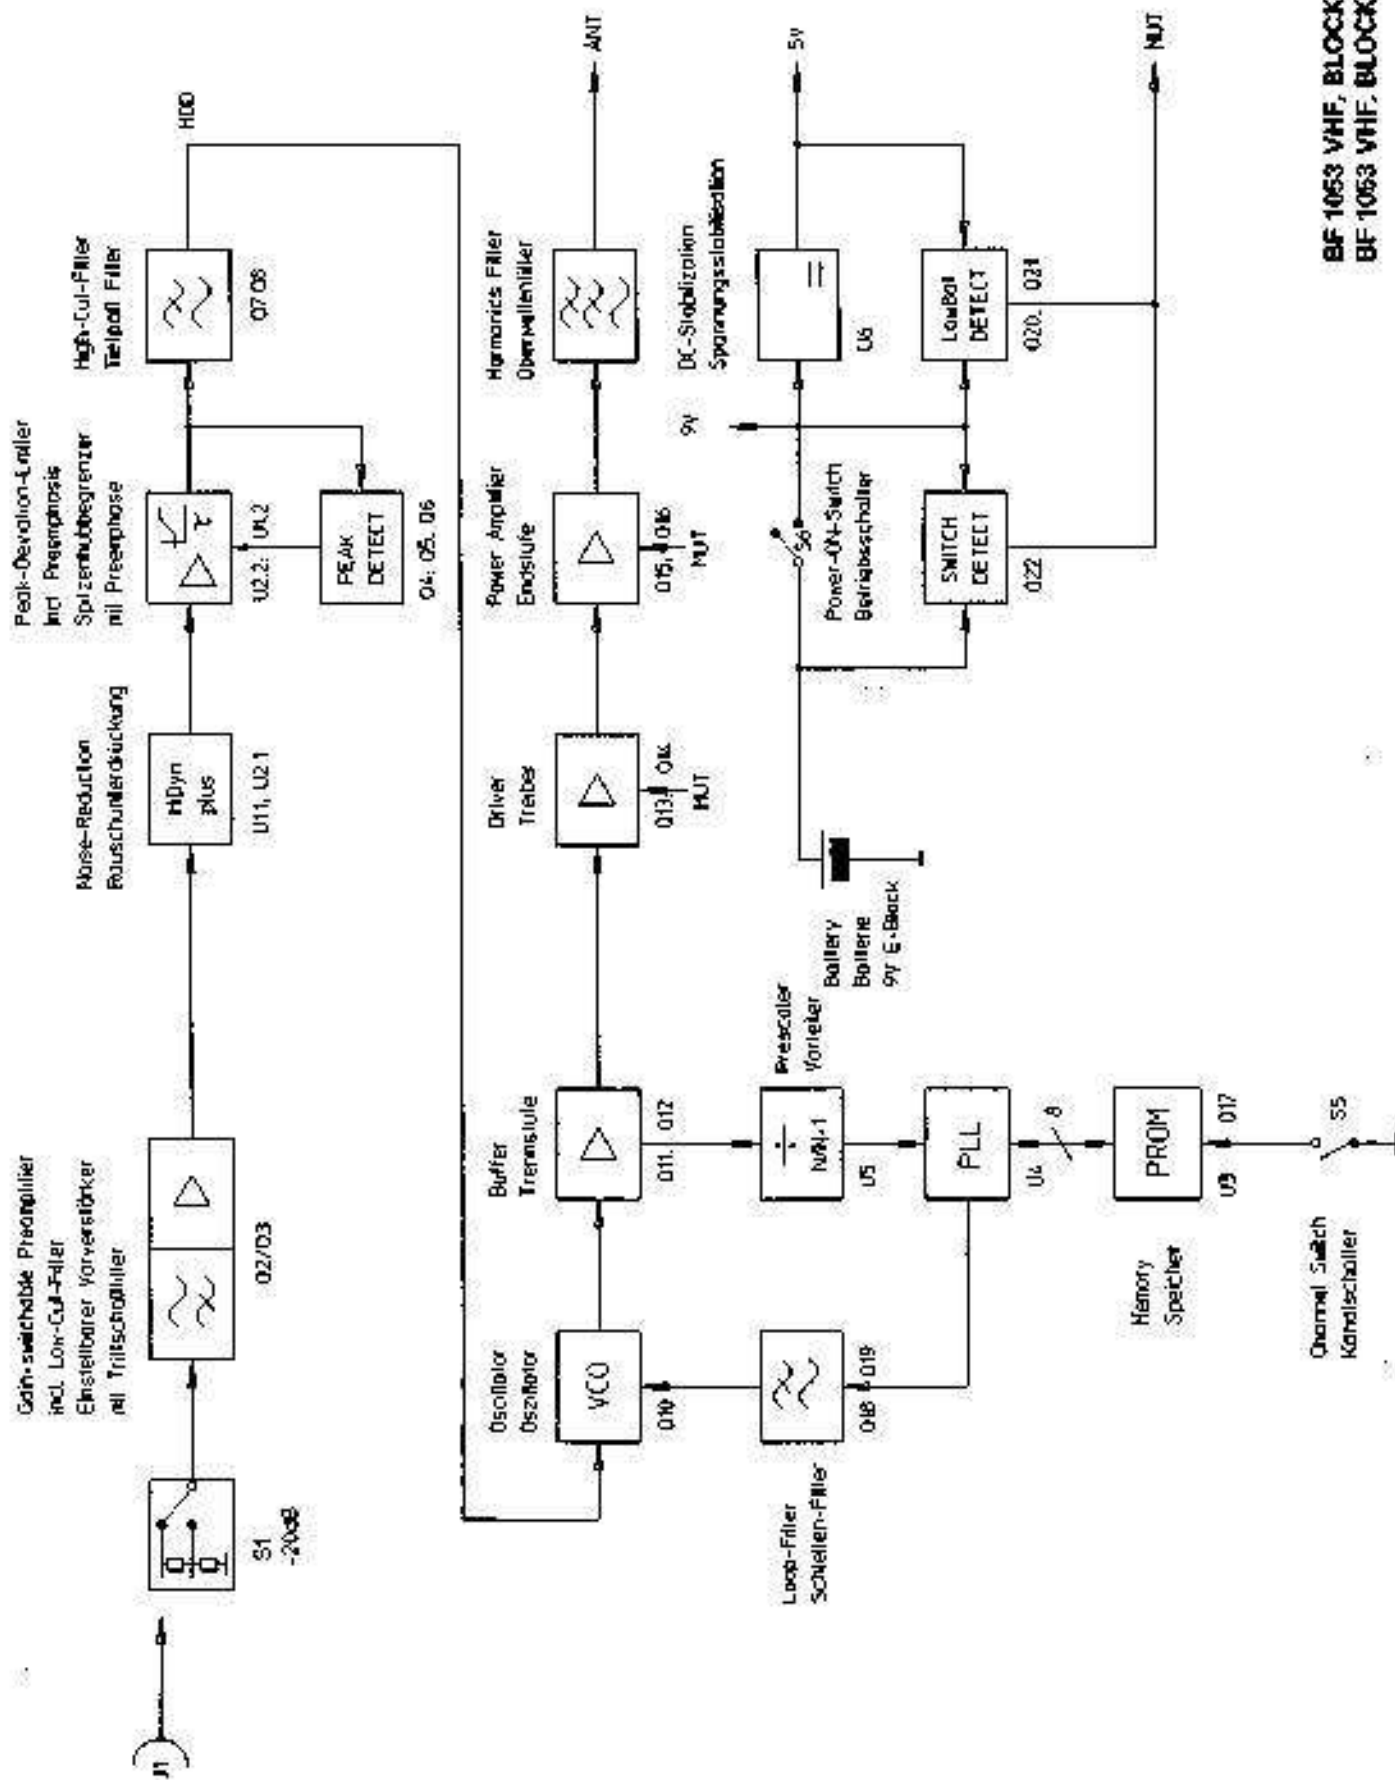 J1
S1
-20dB
Gain-switchable Preamplifier
incl. Low-Cut-Filter
Einstellbarer Vorverstärker
mit Trittschallfilter
Q2/Q3
Noise-Reduction
Rauschunterdrückung
HDyn
plus
U11, U2.1
Peak-Deviation-Limiter
incl. Preemphasis
Spitzenhubbegrenzer
mit Preemphase
τ
U2.2;
PEAK
DETECT
Q4; Q5, Q6
High-Cut-Filter
Tiefpaß Filter
Q7 Q8
Oscillator
Oszillator
VCO
Q10
Buffer
Trennstufe
Q11, Q12
Driver
Treiber
Q13, Q14
MUT
Power Amplifier
Endstufe
Q15, Q16
MUT
Harmonics Filter
Oberwellenfilter
ANT
Loop-Filter
Schleifen-Filter
Q18 Q19
Prescaler
Vorteiler
N/N-1
U5
PLL
U4
8
Memory
Speicher
PROM
U3
Q17
Channel Switch
Kanalschalter
S5
Battery
Batterie
9V E-Block
S6
Power-ON-Switch
Betriebsschalter
9V
DC-Stabilization
Spannungsstabilisation
U6
5V
SWITCH
DETECT
Q22
LowBat
DETECT
Q20, Q21
MUT
BF 1053 VHF, BLOCK
BF 1053 VHF, BLOCK